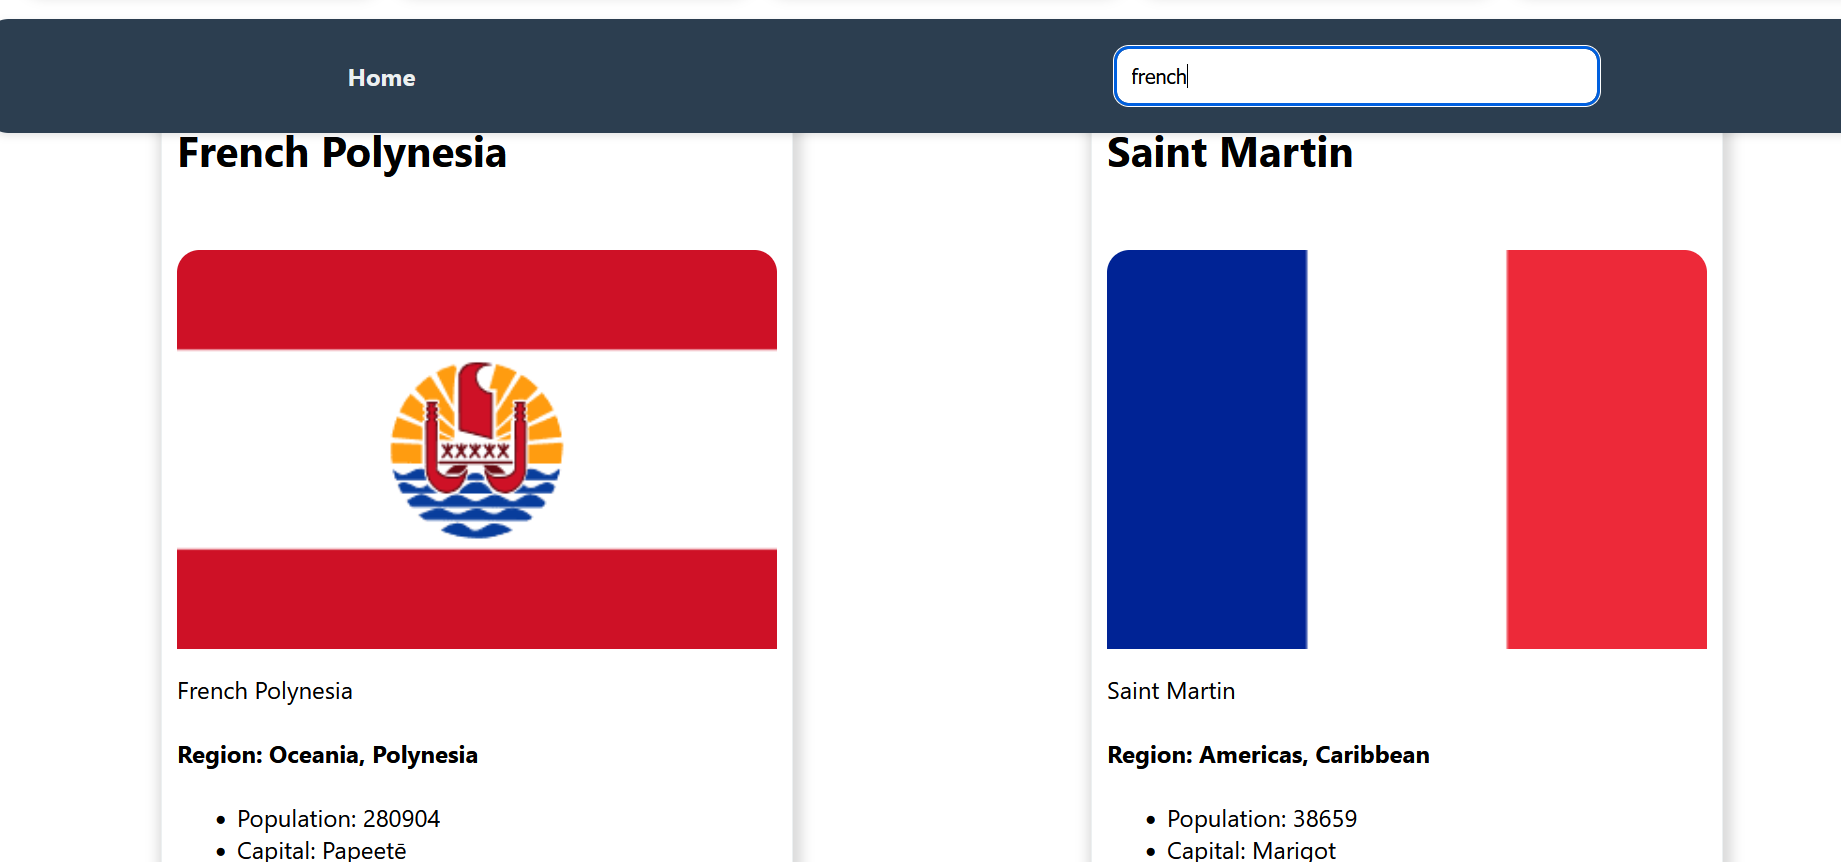 Home
french
French Polynesia
Saint Martin
French Polynesia
Saint Martin
Region: Oceania, Polynesia
Region: Americas, Caribbean
• Population: 280904
• Capital: Papeetē
• Population: 38659
• Capital: Marigot